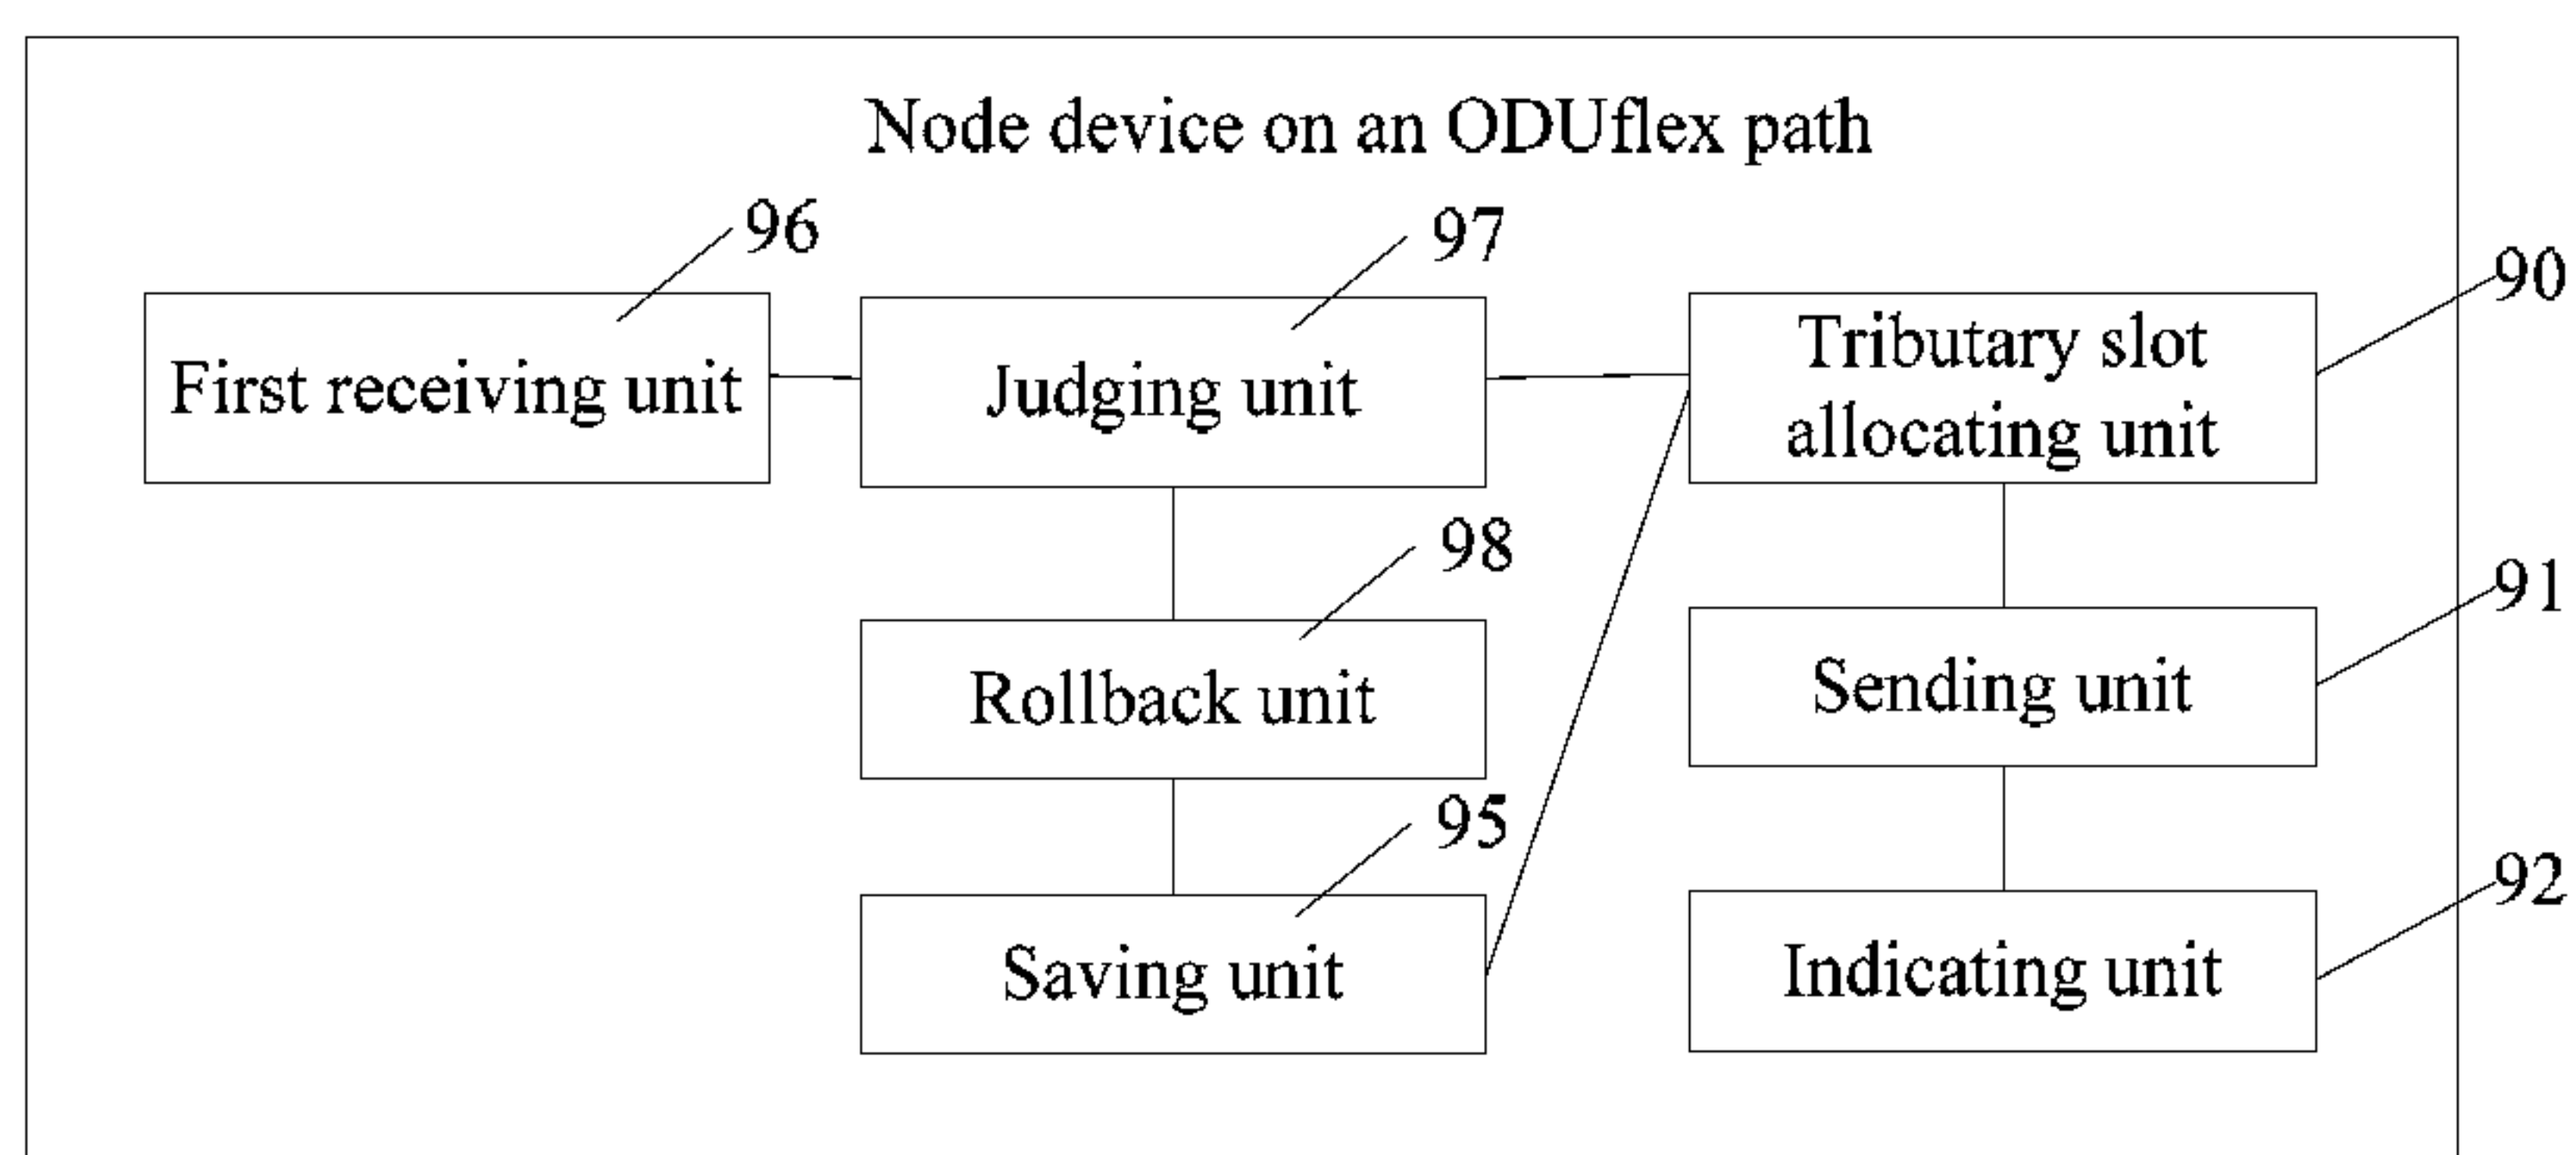 Node device on an ODUflex path
96
97
90
First receiving unit
Judging unit
Tributary slot
allocating unit
98
91
Rollback unit
Sending unit
95
92
Saving unit
Indicating unit